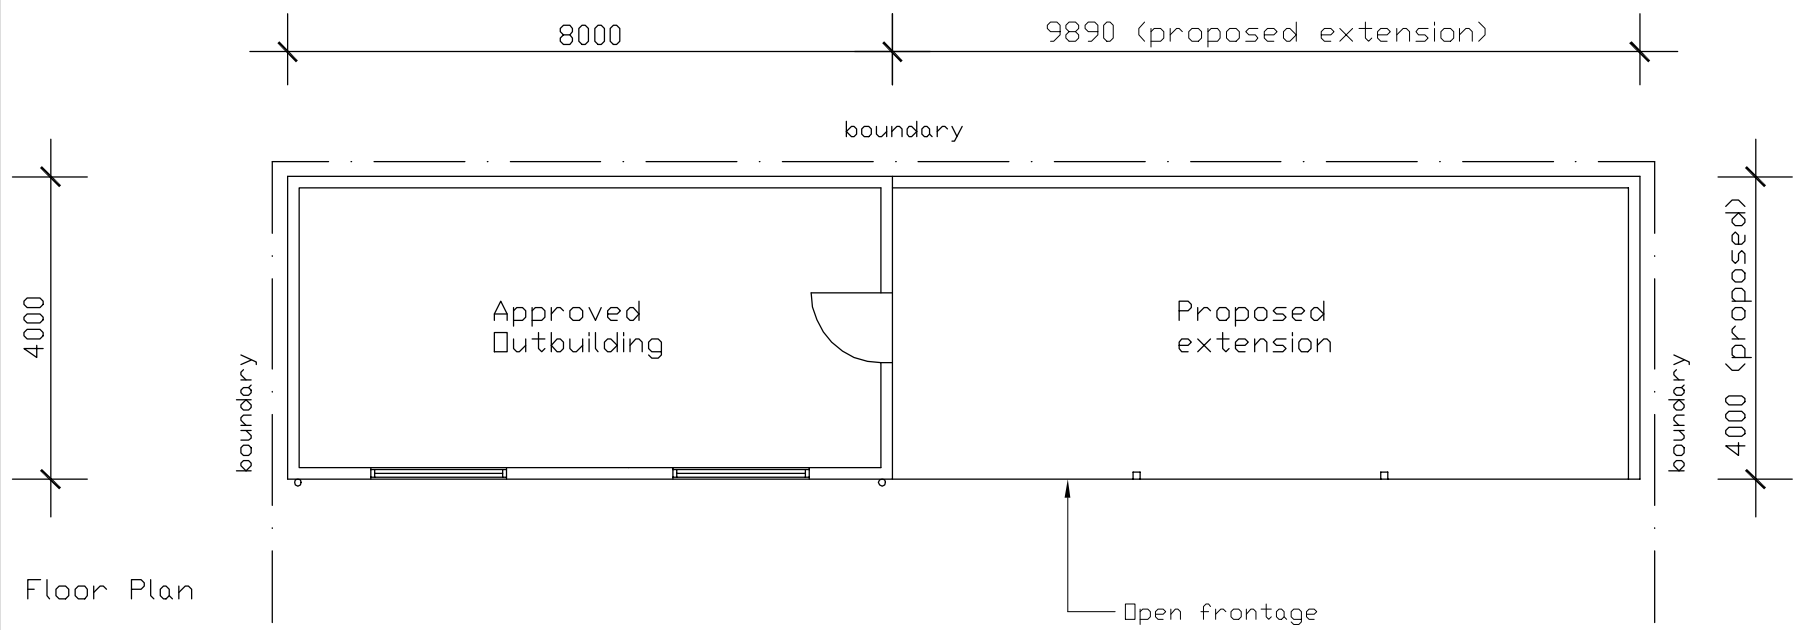 8000
9890 (proposed extension)
boundary
4000
boundary
Approved
Outbuilding
Proposed
extension
boundary
4000 (proposed)
Floor Plan
Open frontage